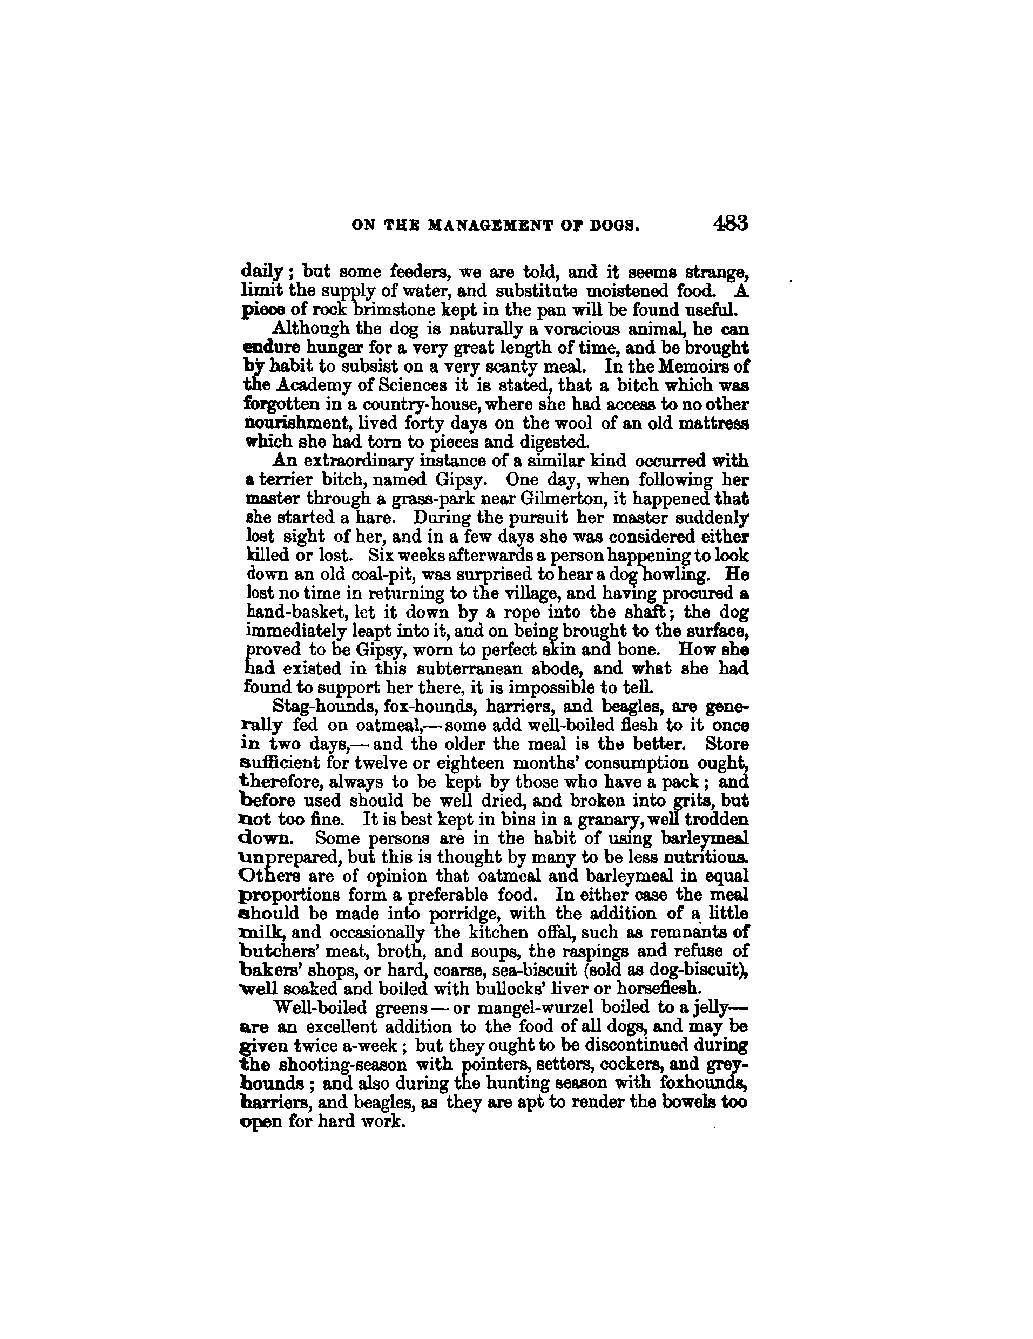 ON THE MANAGEMENT OF DOGS. 483
daily; but some feeders, we are told, and it seems strange,
limit the supply of water, and substitute moistened food. A
piece of rock brimstone kept in the pan will be found useful.
Although the dog is naturally a voracious animal, he can
endure hunger for a very great length of time, and be brought
by habit to subsist on a very scanty meal. In the Memoirs of
the Academy of Sciences it is stated, that a bitch which was
forgotten in a country-house, where she had access to no other
nourishment, lived forty days on the wool of an old mattress
which she had torn to pieces and digested.
An extraordinary instance of a similar kind occurred with
a terrier bitch, named Gipsy. One day, when following her
master through a grass-park near Gilmerton, it happened that
she started a hare. During the pursuit her master suddenly
lost sight of her, and in a few days she was considered either
killed or lost. Six weeks afterwards a person happening to look
down an old coal-pit, was surprised to hear a dog howling. He
lost no time in returning to the village, and having procured a
hand-basket, let it down by a rope into the shaft; the dog
immediately leapt into it, and on being brought to the surface,
proved to be Gipsy, worn to perfect skin and bone. How she
had existed in this subterranean abode, and what she had
found to support her there, it is impossible to tell.
Stag-hounds, fox-hounds, harriers, and beagles, are gene-
rally fed on oatmeal,—some add well-boiled flesh to it once
in two days,—and the older the meal is the better. Store
sufficient for twelve or eighteen months' consumption ought,
therefore, always to be kept by those who have a pack; and
before used should be well dried, and broken into grits, but
not too fine. It is best kept in bins in a granary, well trodden
down. Some persons are in the habit of using barleymeal
unprepared, but this is thought by many to be less nutritious.
Others are of opinion that oatmeal and barleymeal in equal
proportions form a preferable food. In either case the meal
should be made into porridge, with the addition of a little
milk, and occasionally the kitchen offal, such as remnants of
butchers' meat, broth, and soups, the raspings and refuse of
bakers' shops, or hard, coarse, sea-biscuit (sold as dog-biscuit),
well soaked and boiled with bullocks' liver or horseflesh.
Well-boiled greens—or mangel-wurzel boiled to a jelly—
are an excellent addition to the food of all dogs, and may be
given twice a-week; but they ought to be discontinued during
the shooting-season with pointers, setters, cockers, and grey-
hounds; and also during the hunting season with foxhounds,
harriers, and beagles, as they are apt to render the bowels too
open for hard work.